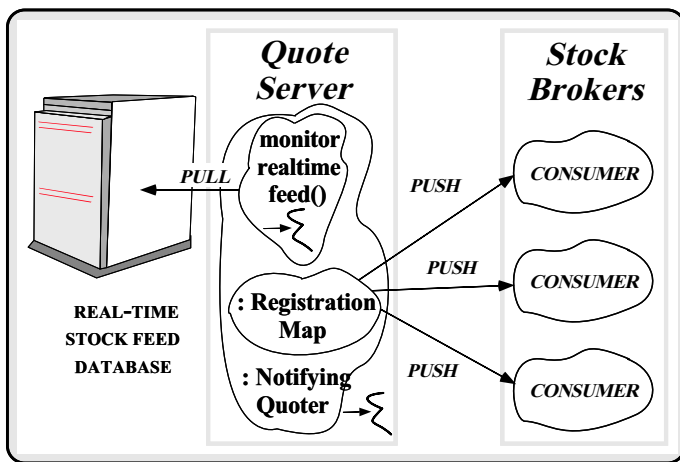 Quote
Server
Stock
Brokers
monitor
realtime
feed()
PULL
PUSH
CONSUMER
PUSH
CONSUMER
: Registration
Map
REAL-TIME
STOCK FEED
DATABASE
: Notifying
Quoter
PUSH
CONSUMER